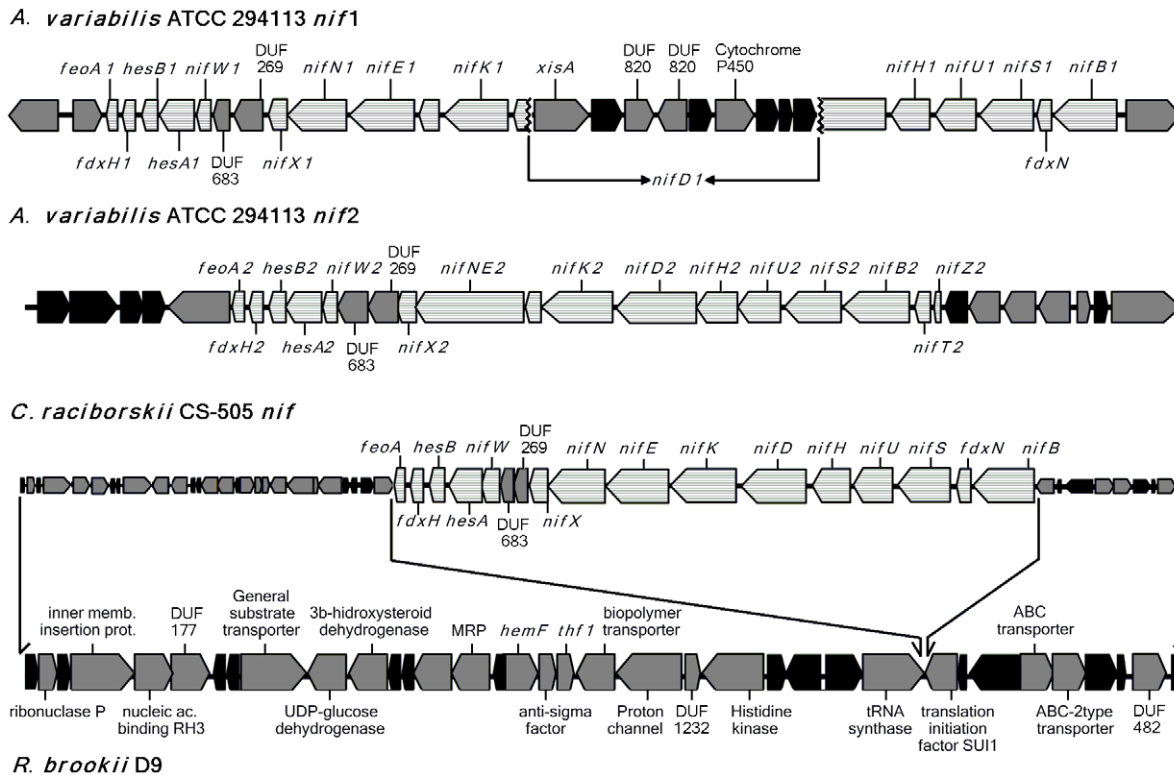 A. variabilis ATCC 294113 nif1
feoA1 hesB1 nifW1 DUF 269 nifN1 nifE1 nifK1 xisA DUF 820 DUF 820 Cytochrome P450 nifH1 nifU1 nifS1 nifB1
fdxH1 hesA1 DUF 683 nifX1 nifD1 fdxN
A. variabilis ATCC 294113 nif2
feoA2 hesB2 nifW2 DUF 269 nifNE2 nifK2 nifD2 nifH2 nifU2 nifS2 nifB2 nifZ2
fdxH2 hesA2 DUF 683 nifX2 nifT2
C. raciborskii CS-505 nif
feoA hesB nifW DUF 269 nifN nifE nifK nifD nifH nifU nifS fdxN nifB
fdxH hesA DUF 683 nifX
inner memb. insertion prot. DUF 177 General substrate transporter 3b-hidroxysteroid dehydrogenase MRP hemF thf1 biopolymer transporter ABC transporter
ribonuclase P nucleic ac. binding RH3 UDP-glucose dehydrogenase anti-sigma factor Proton channel DUF 1232 Histidine kinase tRNA synthase translation initiation factor SUI1 ABC-2type transporter DUF 482
R. brookii D9